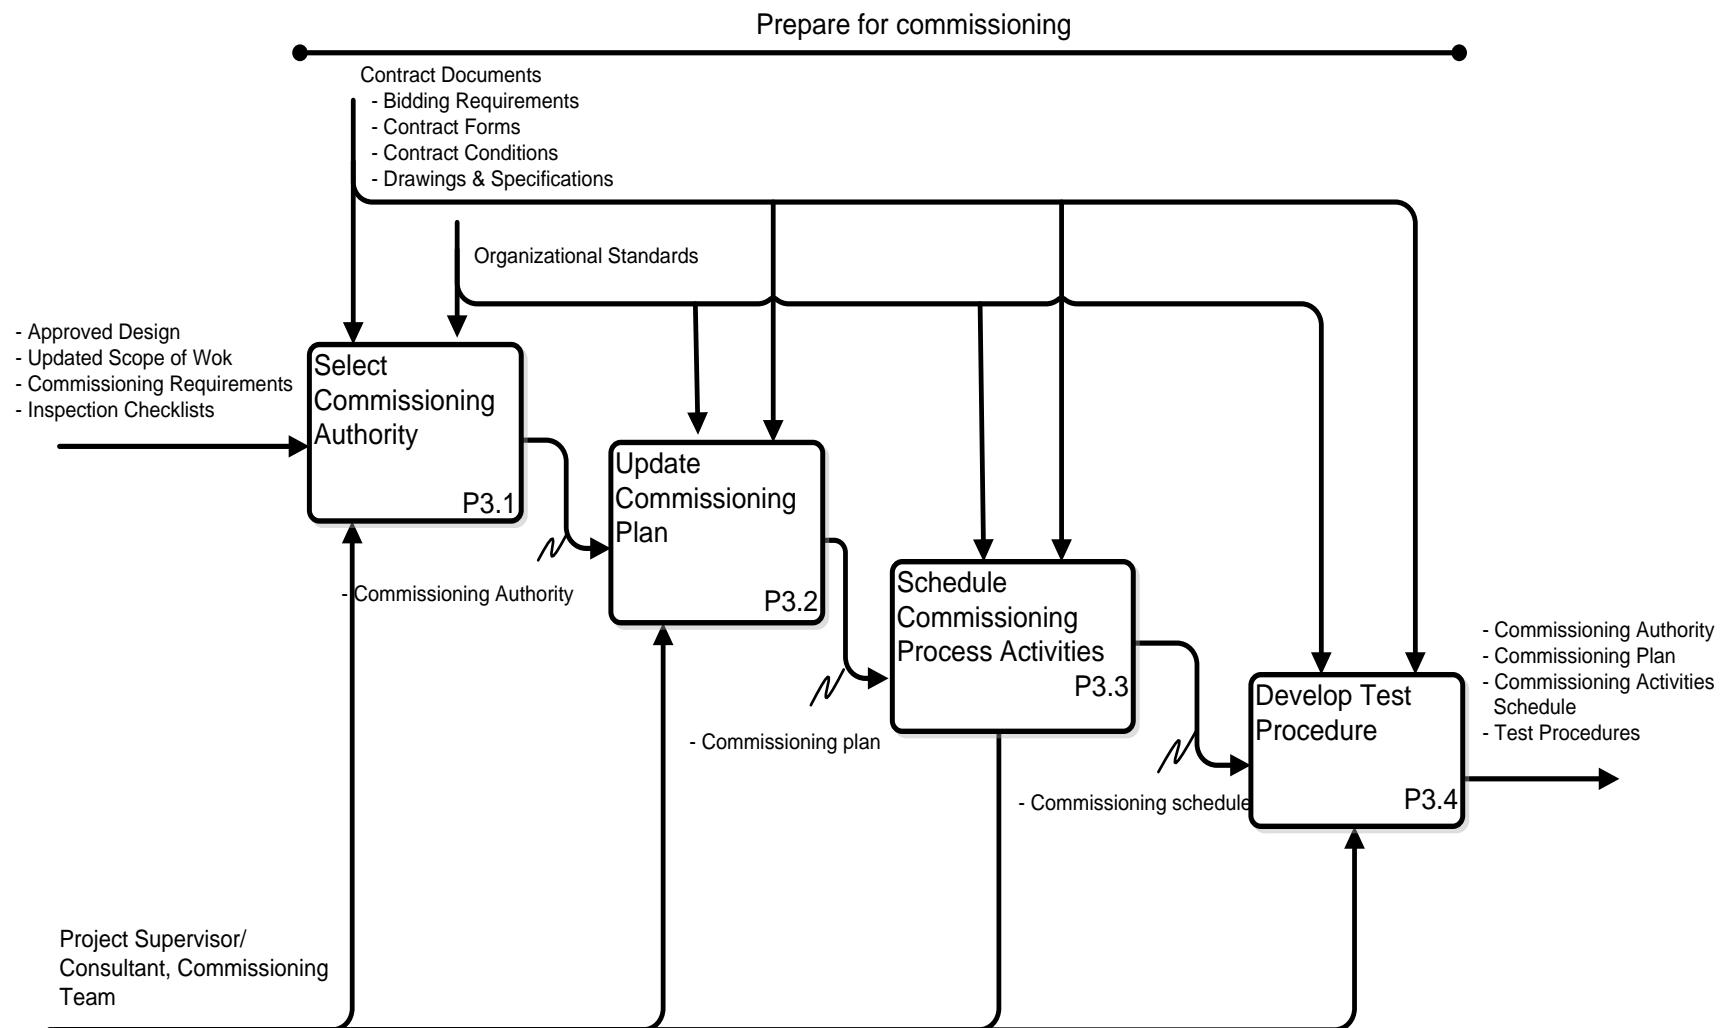 Prepare for commissioning
Contract Documents
- Bidding Requirements
- Contract Forms
- Contract Conditions
- Drawings & Specifications
Organizational Standards
- Approved Design
- Updated Scope of Wok
- Commissioning Requirements
- Inspection Checklists
Select
Commissioning
Authority
P3.1
- Commissioning Authority
Update
Commissioning
Plan
P3.2
- Commissioning plan
Schedule
Commissioning
Process Activities
P3.3
- Commissioning schedule
Develop Test
Procedure
P3.4
- Commissioning Authority
- Commissioning Plan
- Commissioning Activities
Schedule
- Test Procedures
Project Supervisor/
Consultant, Commissioning
Team